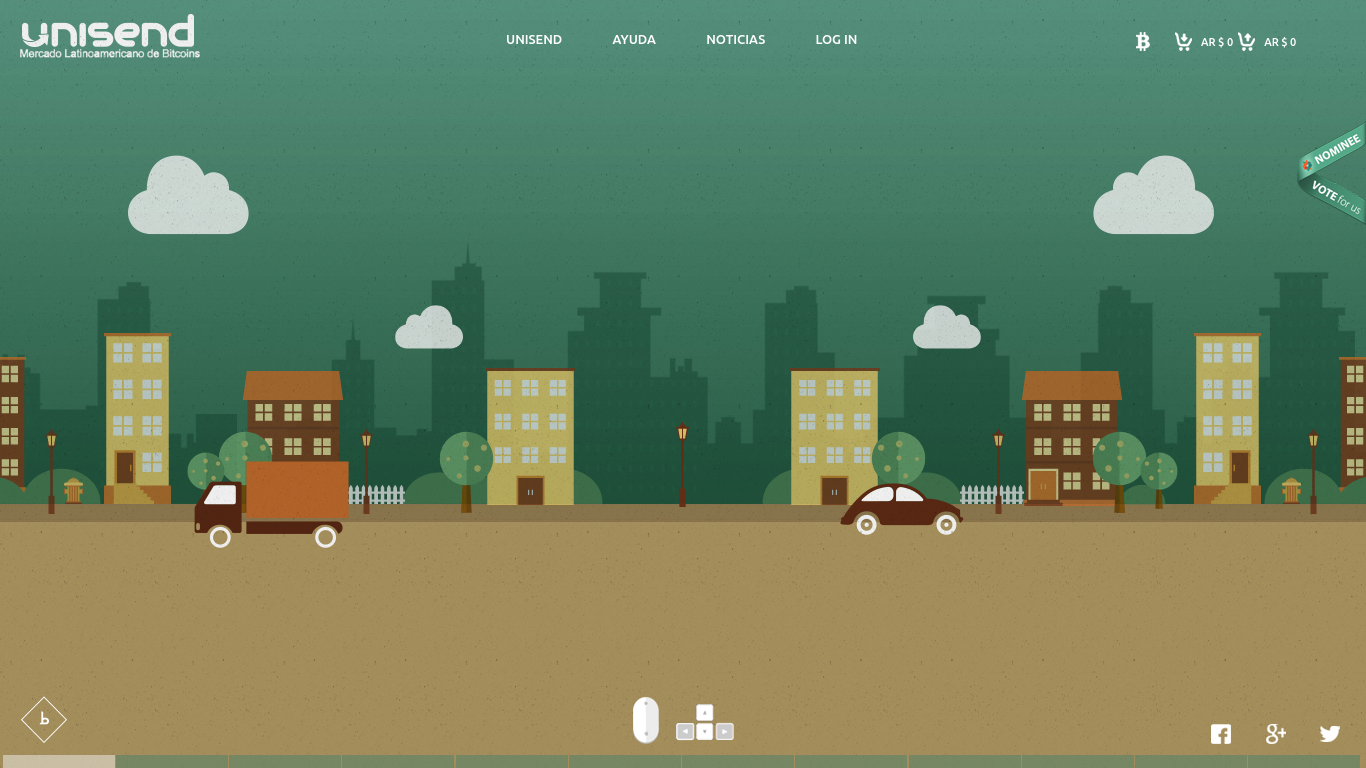 unisend
Mercado Latinoamericano de Bitcoins
UNISEND AYUDA NOTICIAS LOG IN
AR $ 0 AR $ 0
NOMINEE
VOTE for us
b
g+